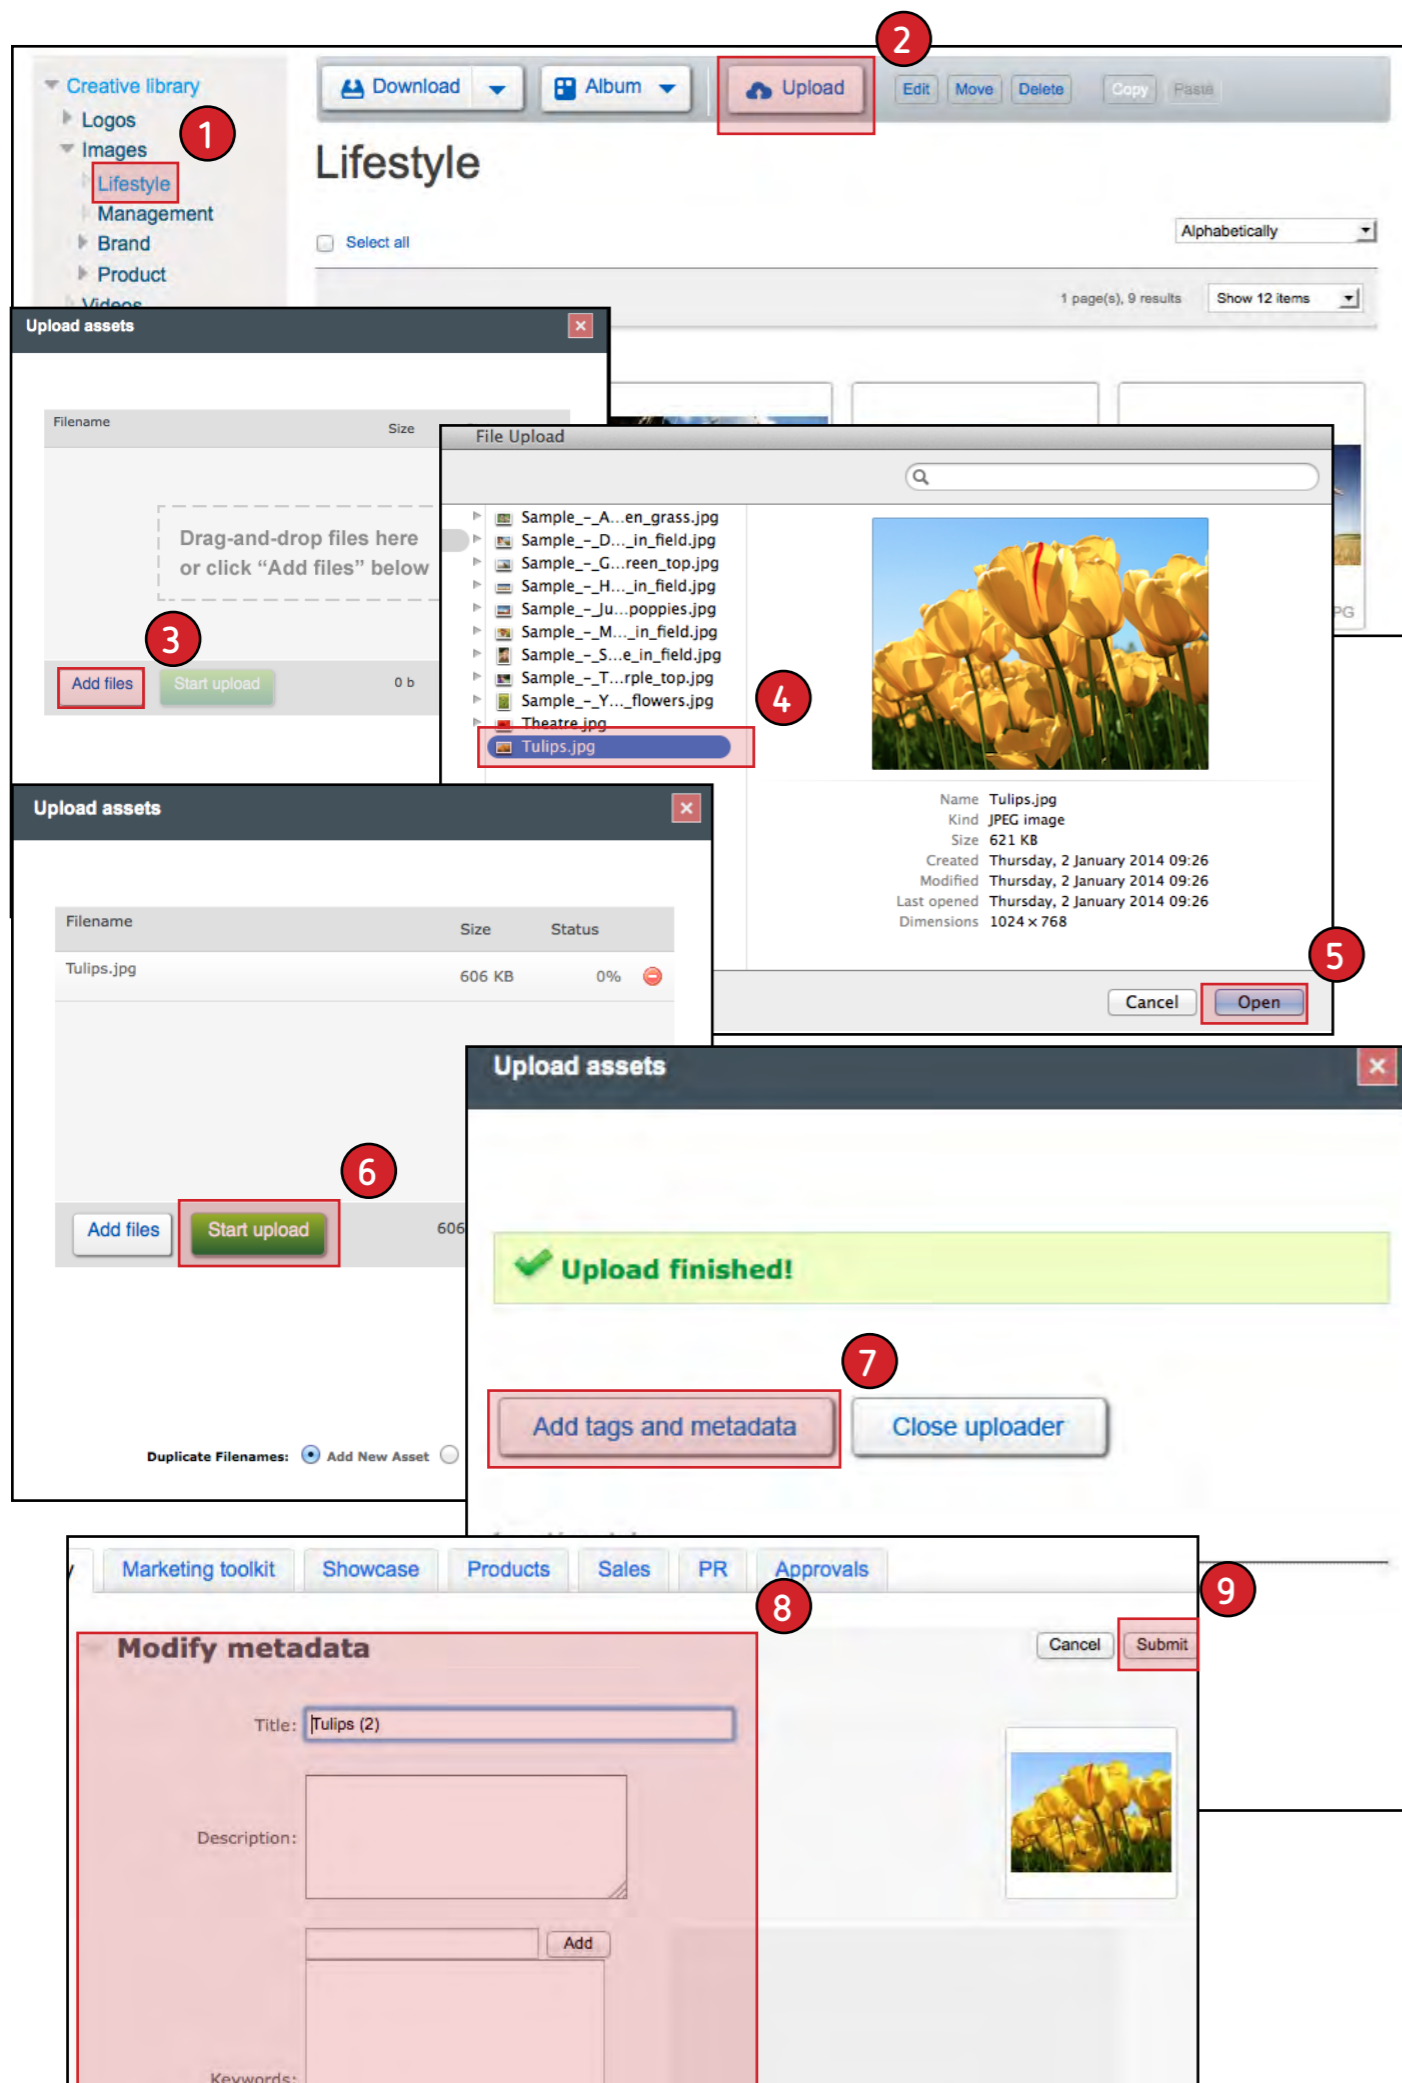 2
Creative library
Logos
1
Images
Lifestyle
Management
Brand
Product
Videos
Download
Album
Upload
Edit
Move
Delete
Copy
Paste
Lifestyle
Select all
Alphabetically
1 page(s), 9 results
Show 12 items
Upload assets
Filename
Size
Drag-and-drop files here
or click “Add files” below
3
Add files
Start upload
0 b
PG
File Upload
Sample_-_A...en_grass.jpg
Sample_-_D..._in_field.jpg
Sample_-_G...reen_top.jpg
Sample_-_H..._in_field.jpg
Sample_-_Ju...poppies.jpg
Sample_-_M..._in_field.jpg
Sample_-_S...e_in_field.jpg
Sample_-_T...rple_top.jpg
Sample_-_Y..._flowers.jpg
Theatre.jpg
Tulips.jpg
4
Name Tulips.jpg
Kind JPEG image
Size 621 KB
Created Thursday, 2 January 2014 09:26
Modified Thursday, 2 January 2014 09:26
Last opened Thursday, 2 January 2014 09:26
Dimensions 1024 × 768
5
Cancel
Open
Upload assets
Filename
Size
Status
Tulips.jpg
606 KB
0%
6
Add files
Start upload
606
Duplicate Filenames:
Add New Asset
Upload assets
Upload finished!
7
Add tags and metadata
Close uploader
y
Marketing toolkit
Showcase
Products
Sales
PR
Approvals
8
9
Modify metadata
Cancel
Submit
Title:
Tulips (2)
Description:
Add
Keywords: